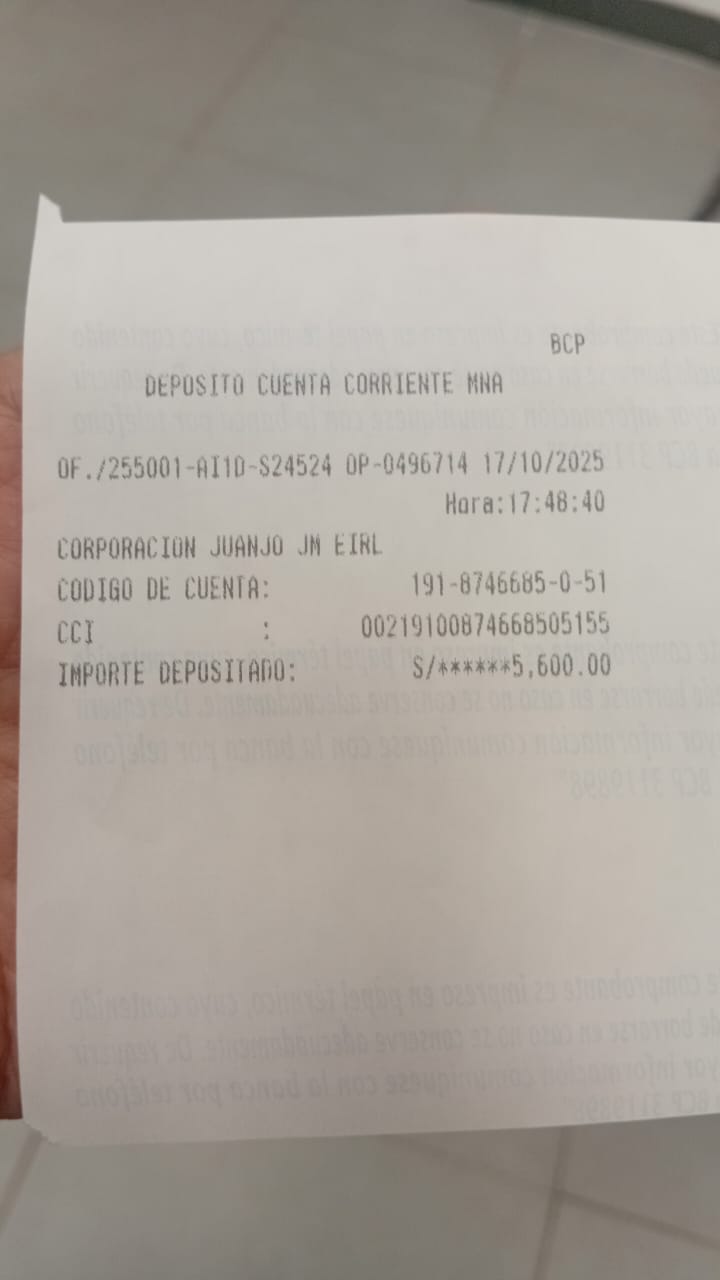 BCP
DEPOSITO CUENTA CORRIENTE MNA
OF./255001-AI1D-S24524 OP-0496714 17/10/2025
Hora:17:48:40
CORPORACION JUANJO JM EIRL
CODIGO DE CUENTA: 191-8746685-0-51
CCI : 00219100874668505155
IMPORTE DEPOSITADO: S/******5,600.00